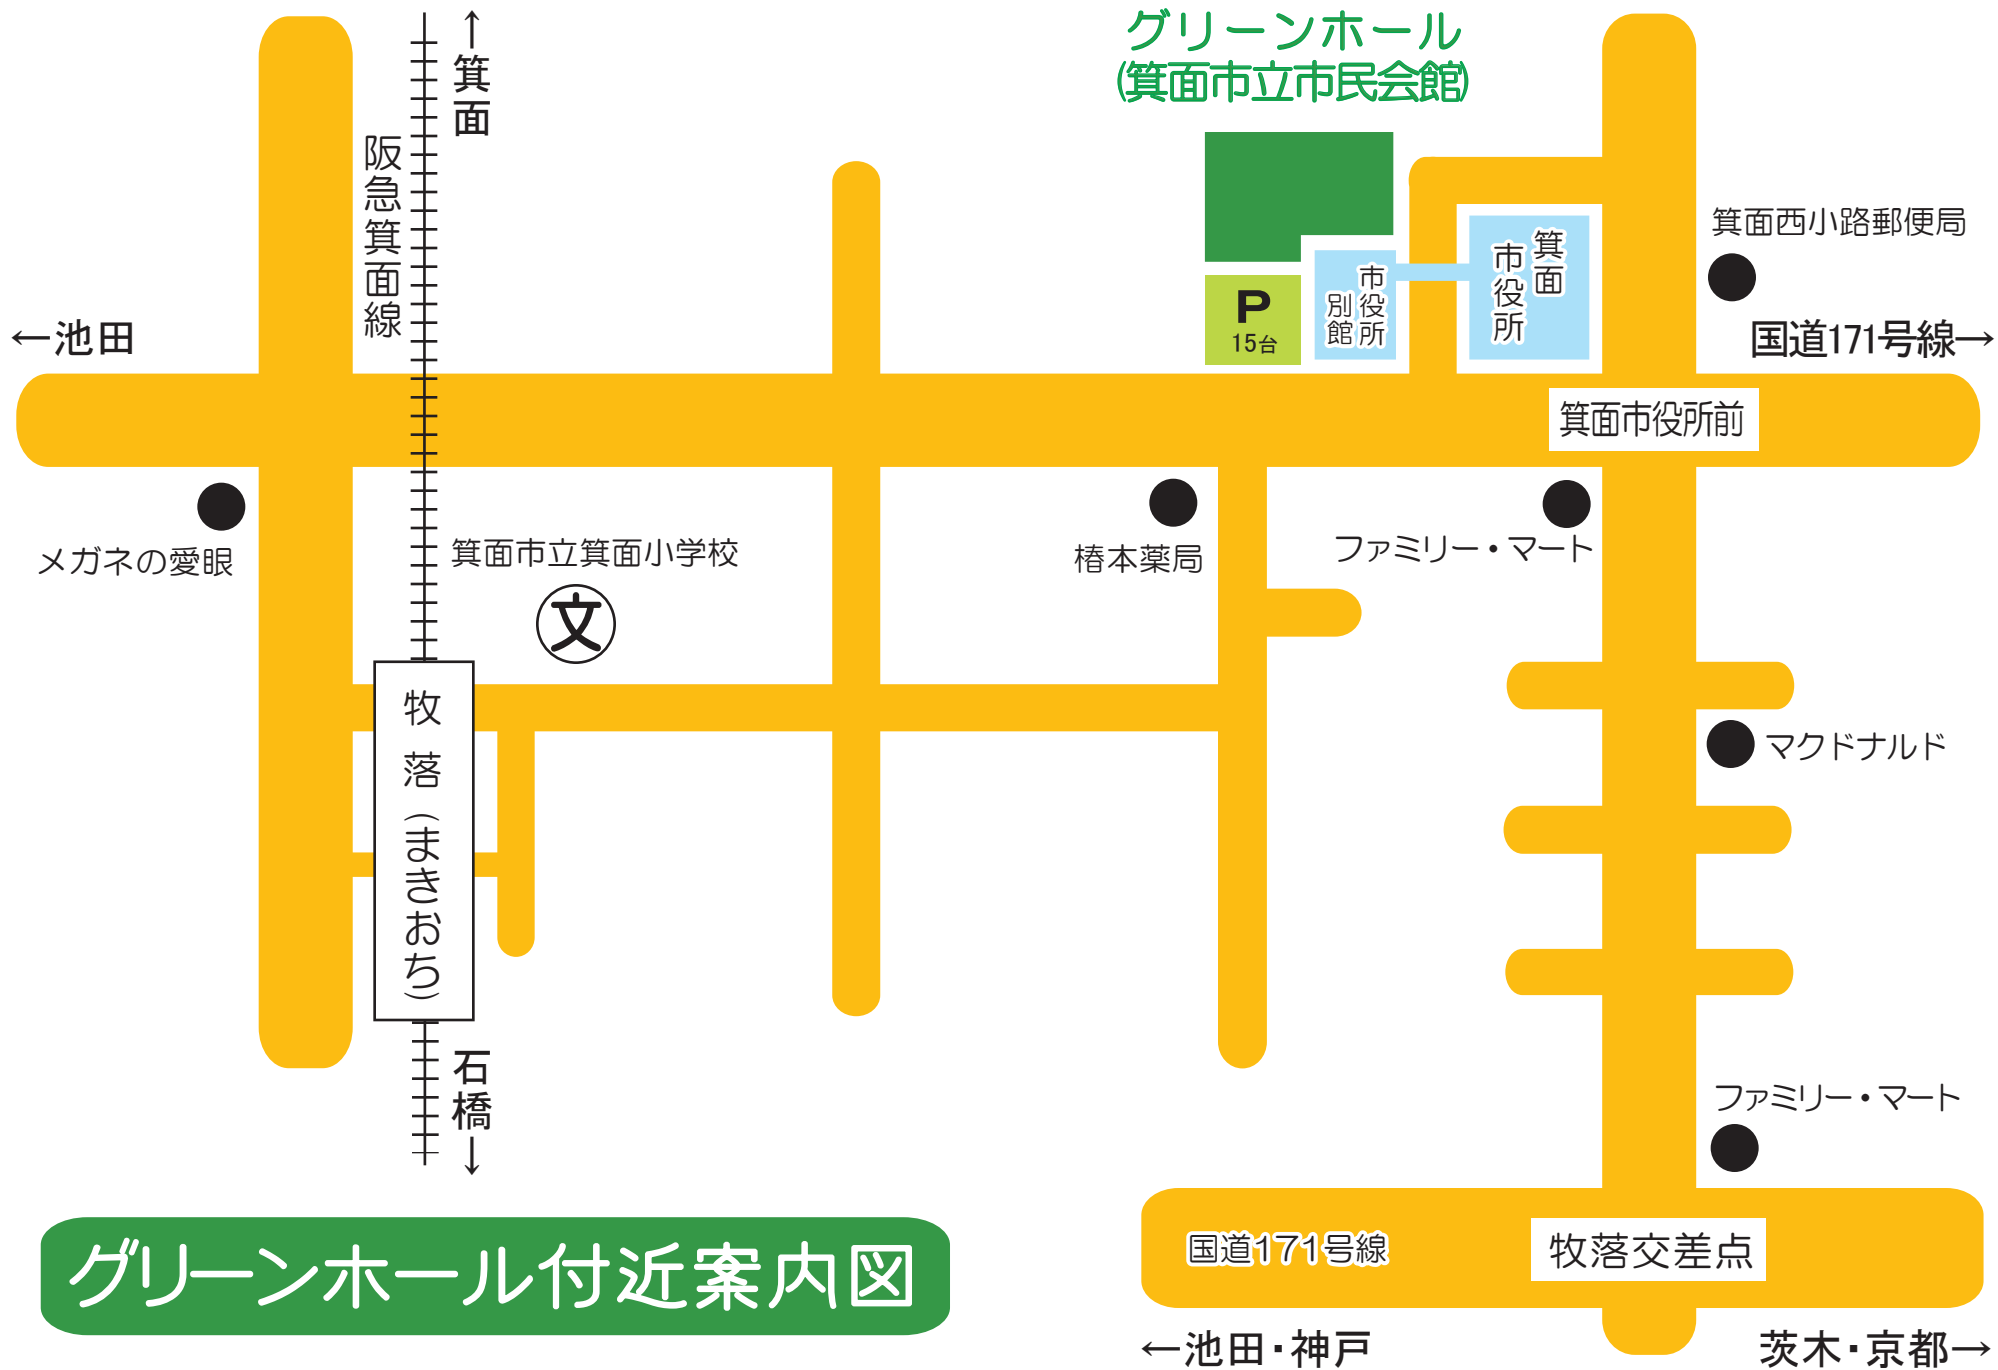 グリーンホール
(箕面市立市民会館)
←箕面
阪急箕面線
箕面西小路郵便局
箕面
市役所
市役所
別館
P
15台
←池田
国道171号線→
箕面市役所前
メガネの愛眼
箕面市立箕面小学校
文
椿本薬局
ファミリー・マート
牧落(まきおち)
マクドナルド
石橋→
ファミリー・マート
国道171号線
牧落交差点
グリーンホール付近案内図
←池田・神戸
茨木・京都→